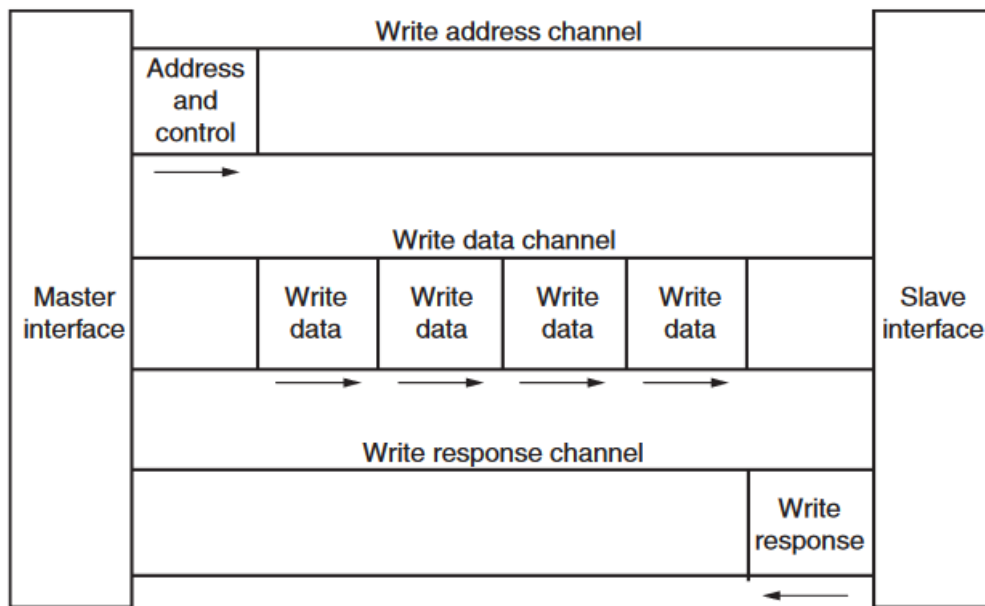 Write address channel
Address
and
control
Write data channel
Master
interface
Write
data
Write
data
Write
data
Write
data
Slave
interface
Write response channel
Write
response